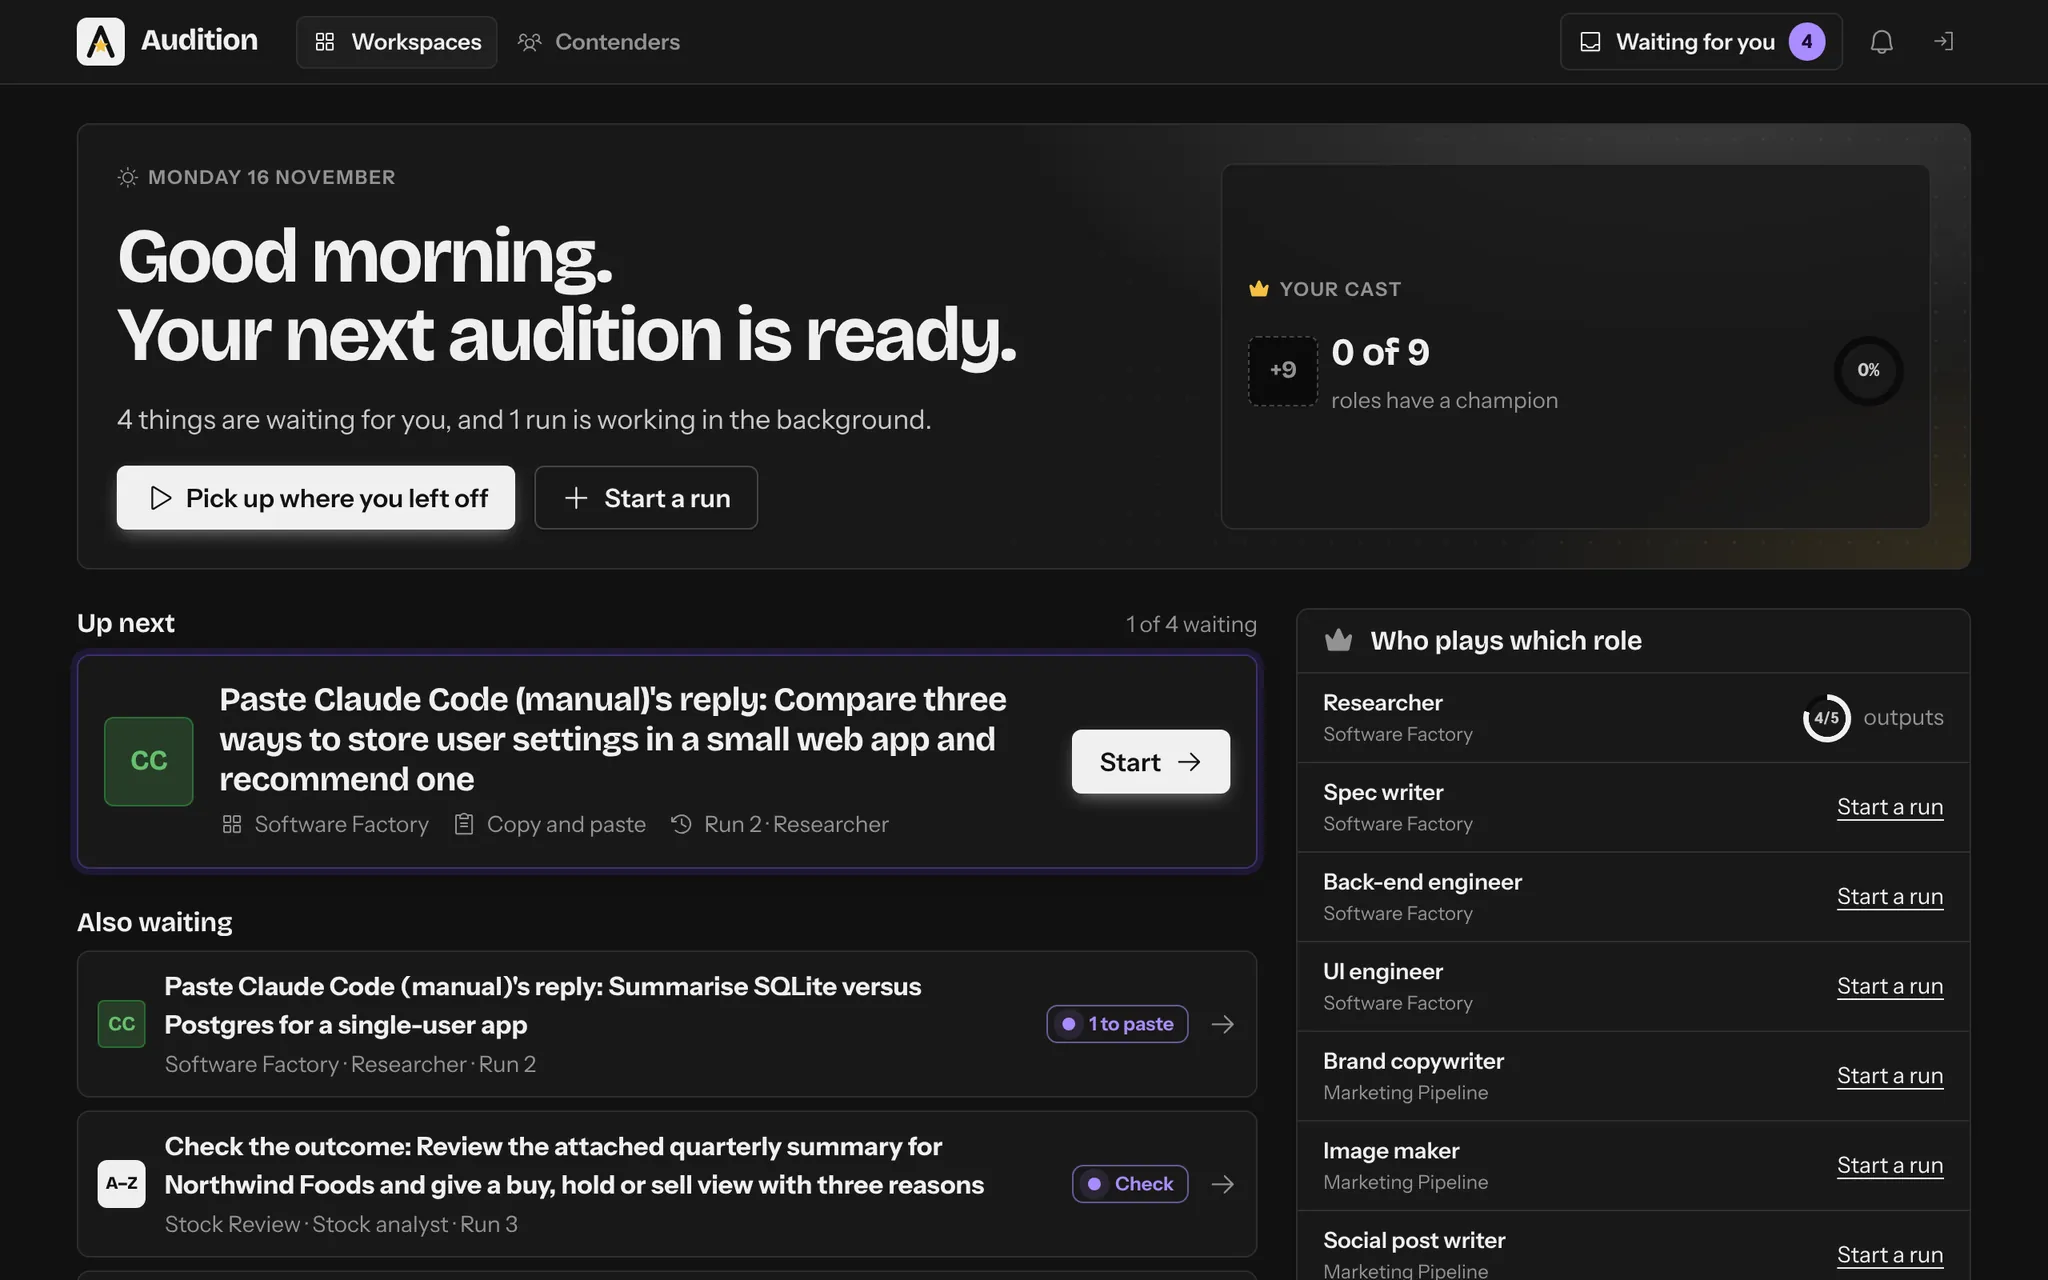 Audition
Workspaces
Contenders
Waiting for you 4
MONDAY 16 NOVEMBER
Good morning.
Your next audition is ready.
4 things are waiting for you, and 1 run is working in the background.
Pick up where you left off
Start a run
YOUR CAST
+9
0 of 9
roles have a champion
0%
Up next
1 of 4 waiting
CC
Paste Claude Code (manual)'s reply: Compare three
ways to store user settings in a small web app and
recommend one
Software Factory
Copy and paste
Run 2 · Researcher
Start
Also waiting
CC
Paste Claude Code (manual)'s reply: Summarise SQLite versus
Postgres for a single-user app
Software Factory · Researcher · Run 2
1 to paste
A–Z
Check the outcome: Review the attached quarterly summary for
Northwind Foods and give a buy, hold or sell view with three reasons
Stock Review · Stock analyst · Run 3
Check
Who plays which role
Researcher
Software Factory
4/5 outputs
Spec writer
Software Factory
Start a run
Back-end engineer
Software Factory
Start a run
UI engineer
Software Factory
Start a run
Brand copywriter
Marketing Pipeline
Start a run
Image maker
Marketing Pipeline
Start a run
Social post writer
Marketing Pipeline
Start a run